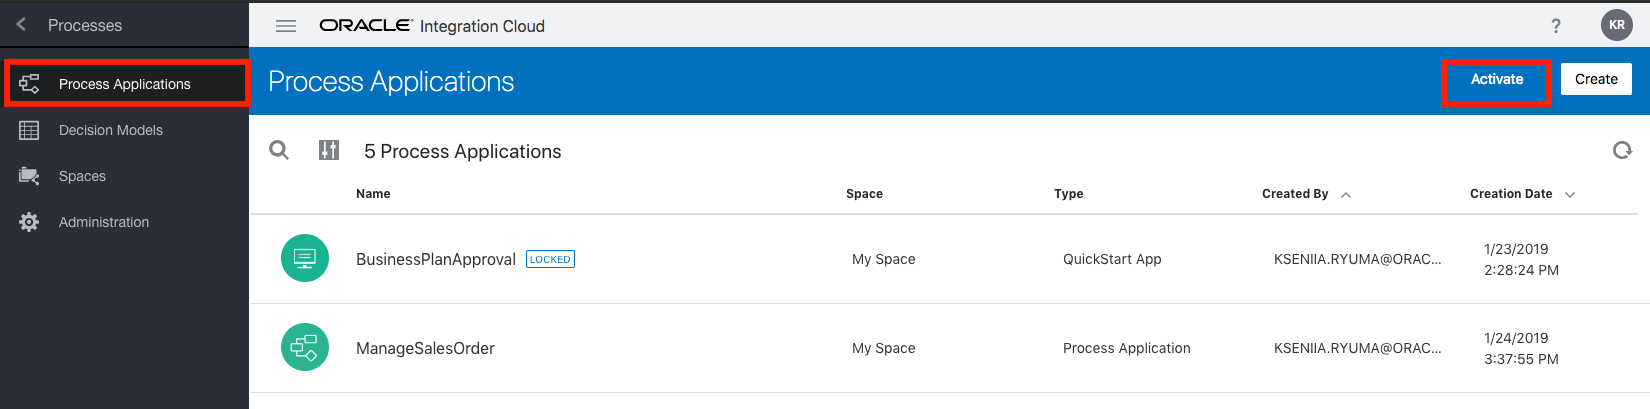 Processes
ORACLE Integration Cloud
?
KR
Process Applications
Decision Models
Spaces
Administration
Process Applications
Activate
Create
5 Process Applications
Name
Space
Type
Created By
Creation Date
BusinessPlanApproval
LOCKED
My Space
QuickStart App
KSENIIA.RYUMA@ORAC...
1/23/2019
2:28:24 PM
ManageSalesOrder
My Space
Process Application
KSENIIA.RYUMA@ORAC...
1/24/2019
3:37:55 PM